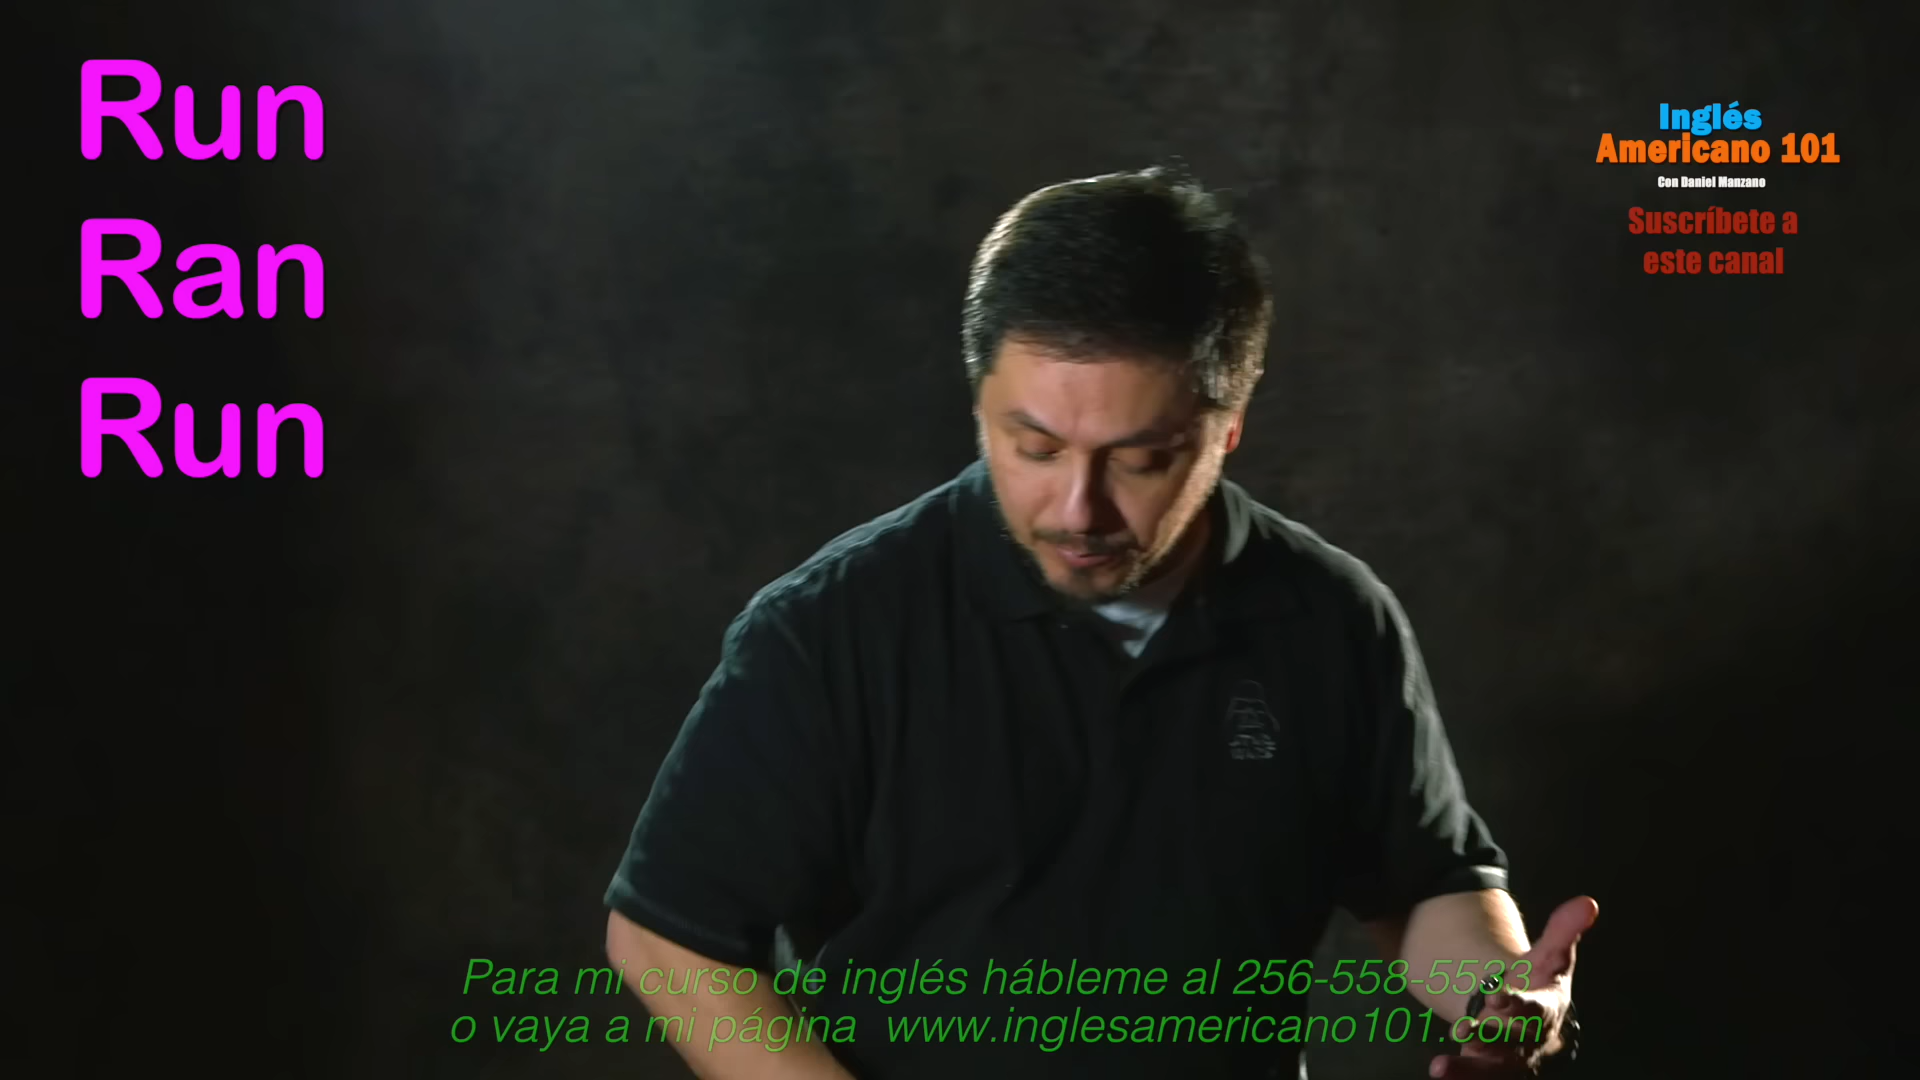 Run
Ran
Run
Inglés
Americano 101
Con Daniel Manzano
Suscríbete a
este canal
Para mi curso de inglés hábleme al 256-558-5533
o vaya a mi página www.inglesamericano101.com